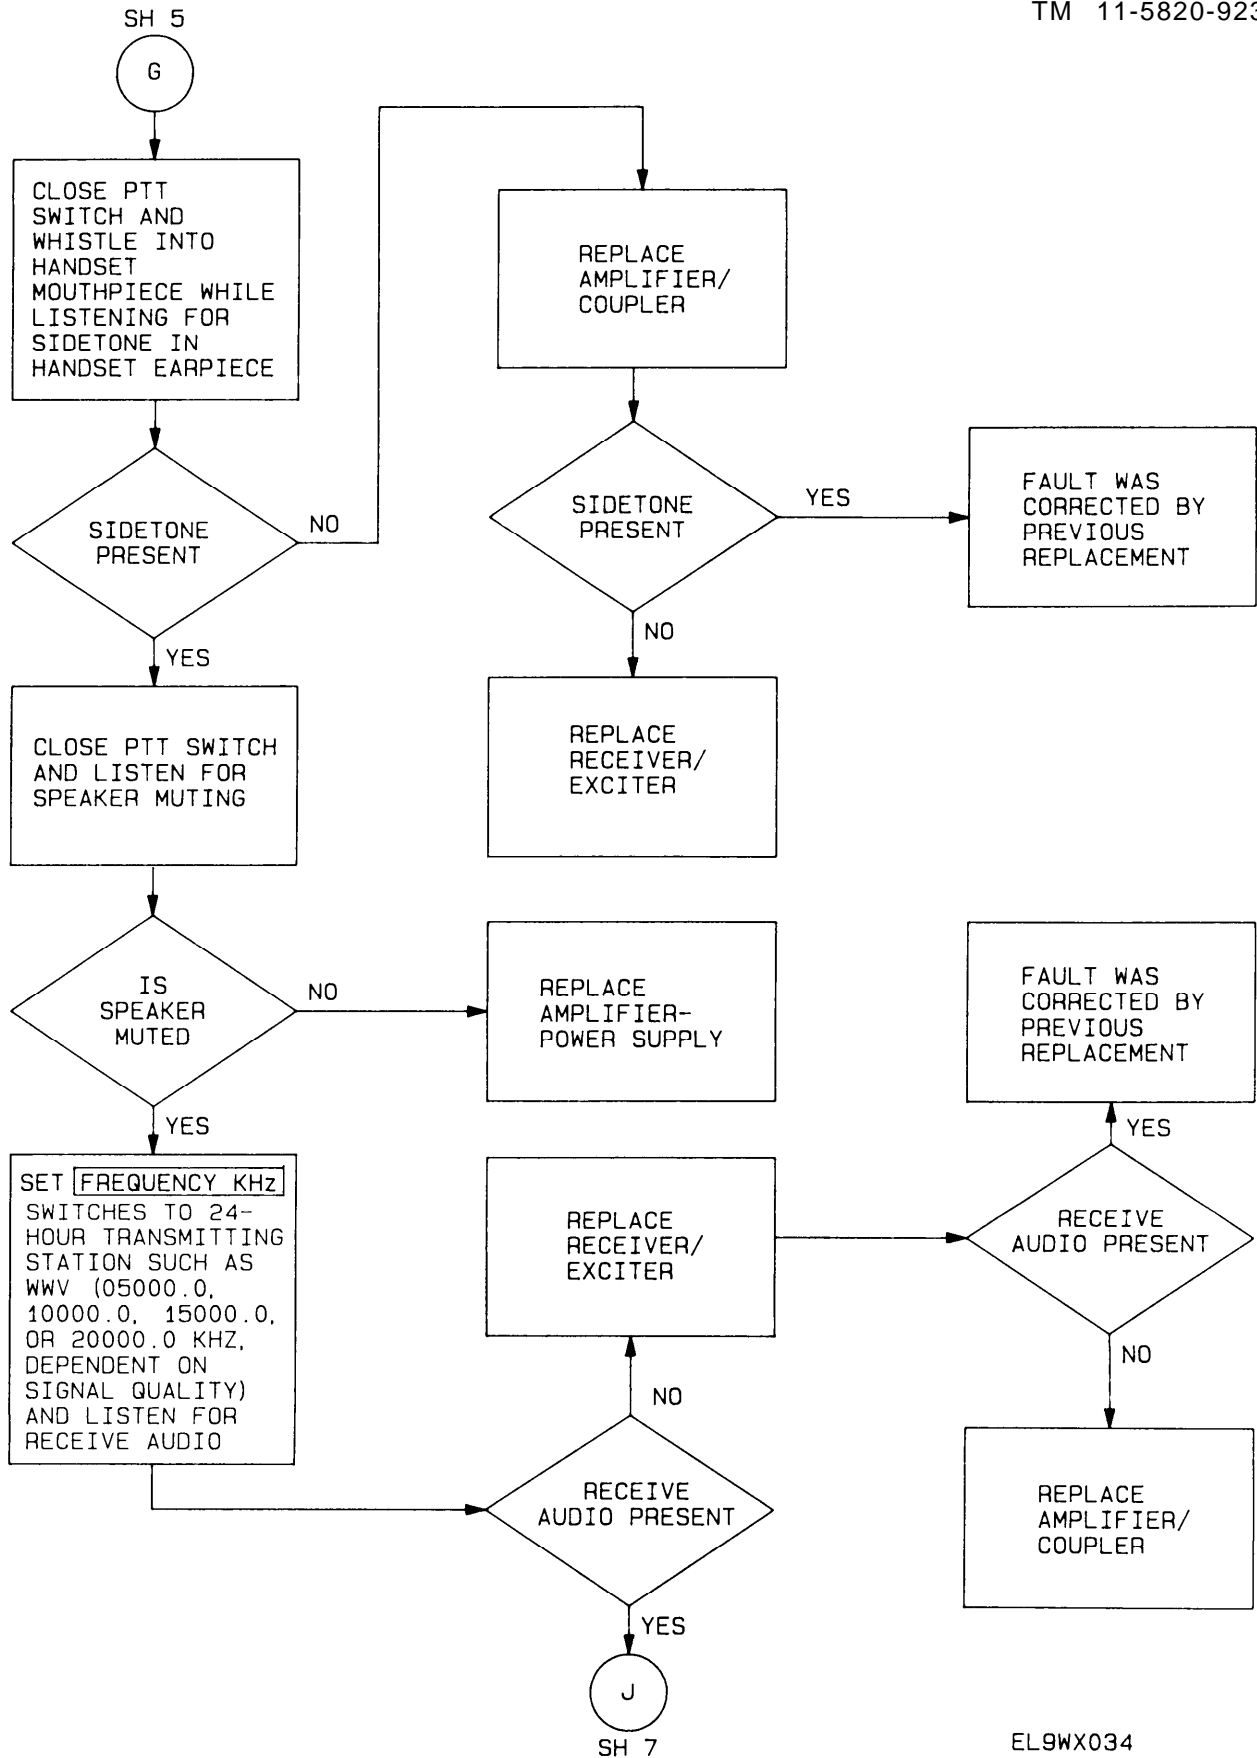 TM 11-5820-923
SH 5
G
CLOSE PTT
SWITCH AND
WHISTLE INTO
HANDSET
MOUTHPIECE WHILE
LISTENING FOR
SIDETONE IN
HANDSET EARPIECE
SIDETONE
PRESENT
NO
YES
REPLACE
AMPLIFIER/
COUPLER
SIDETONE
PRESENT
YES
FAULT WAS
CORRECTED BY
PREVIOUS
REPLACEMENT
NO
REPLACE
RECEIVER/
EXCITER
CLOSE PTT SWITCH
AND LISTEN FOR
SPEAKER MUTING
IS
SPEAKER
MUTED
NO
REPLACE
AMPLIFIER-
POWER SUPPLY
YES
SET FREQUENCY KHz
SWITCHES TO 24-
HOUR TRANSMITTING
STATION SUCH AS
WWV (05000.0,
10000.0, 15000.0,
OR 20000.0 KHZ,
DEPENDENT ON
SIGNAL QUALITY)
AND LISTEN FOR
RECEIVE AUDIO
RECEIVE
AUDIO PRESENT
NO
REPLACE
RECEIVER/
EXCITER
RECEIVE
AUDIO PRESENT
YES
FAULT WAS
CORRECTED BY
PREVIOUS
REPLACEMENT
NO
REPLACE
AMPLIFIER/
COUPLER
YES
J
SH 7
EL9WX034